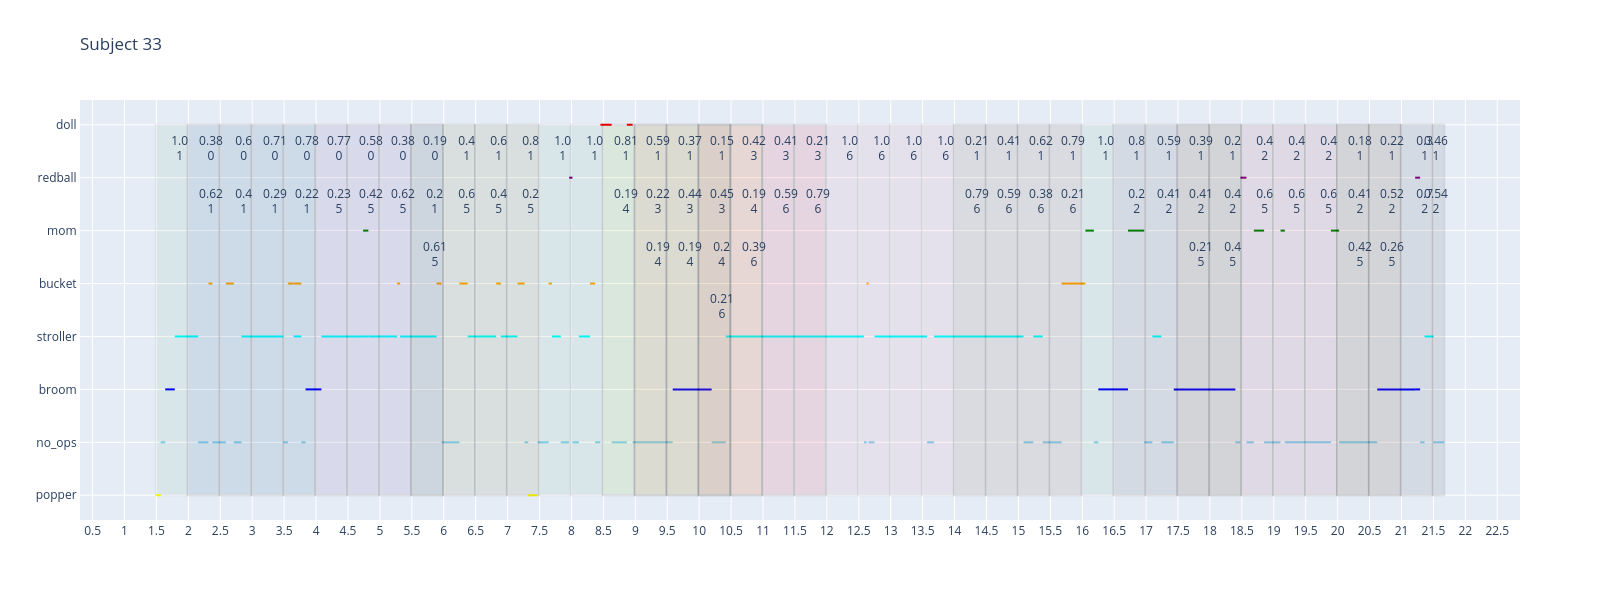 Subject 33
doll
1.0 0.38 0.6 0.71 0.78 0.77 0.58 0.38 0.19 0.4 0.6 0.8 1.0 1.0 0.81 0.59 0.37 0.15 0.42 0.41 0.21 1.0 1.0 1.0 1.0 0.21 0.41 0.62 0.79 1.0 0.8 0.59 0.39 0.2 0.4 0.4 0.4 0.18 0.22 0.46
1 0 0 0 0 0 0 0 0 1 1 1 1 1 1 1 1 1 3 3 3 6 6 6 6 1 1 1 1 1 1 1 1 1 2 2 2 1 1 1 1
redball
0.62 0.4 0.29 0.22 0.23 0.42 0.62 0.2 0.6 0.4 0.2 0.19 0.22 0.44 0.45 0.19 0.59 0.79 0.79 0.59 0.38 0.21 0.2 0.41 0.41 0.4 0.6 0.6 0.6 0.41 0.52 0.54
1 1 1 1 5 5 5 1 5 5 5 4 3 3 3 4 6 6 6 6 6 6 2 2 2 2 5 5 5 2 2 2 2
mom
0.61 0.19 0.19 0.2 0.39 0.21 0.4 0.42 0.26
5 4 4 4 6 5 5 5 5
bucket
0.21
6
stroller
broom
no_ops
popper
0.5 1 1.5 2 2.5 3 3.5 4 4.5 5 5.5 6 6.5 7 7.5 8 8.5 9 9.5 10 10.5 11 11.5 12 12.5 13 13.5 14 14.5 15 15.5 16 16.5 17 17.5 18 18.5 19 19.5 20 20.5 21 21.5 22 22.5